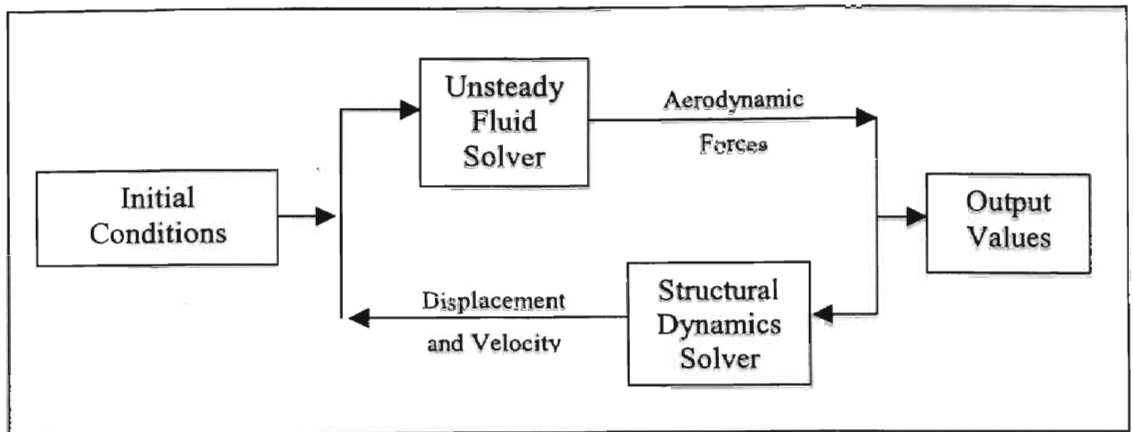 Unsteady
Fluid
Solver
Aerodynamic
Forces
Initial
Conditions
Output
Values
Displacement
and Velocity
Structural
Dynamics
Solver